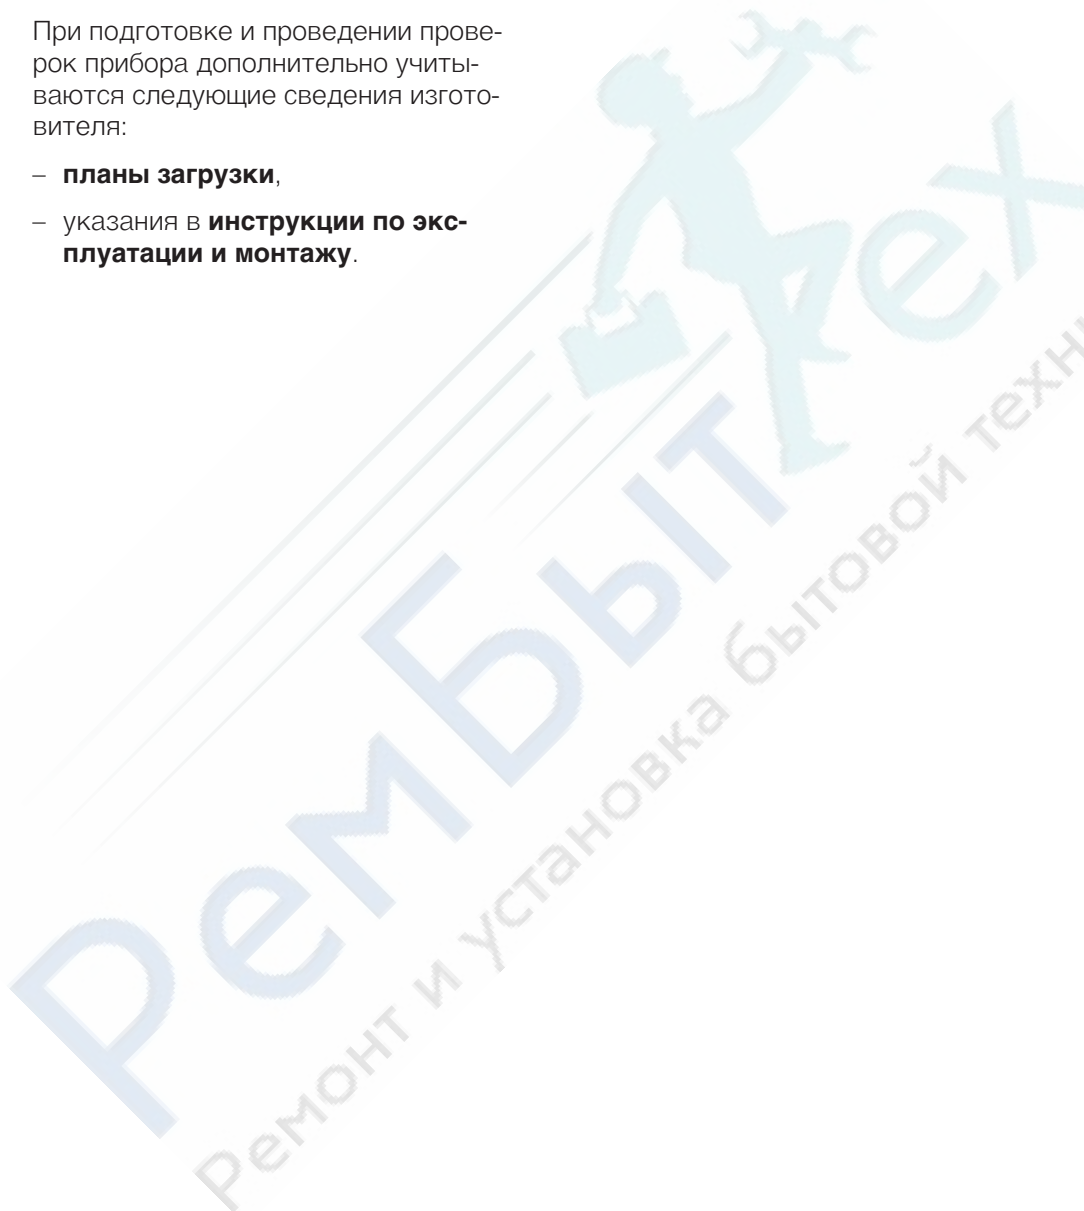 При подготовке и проведении прове-
рок прибора дополнительно учиты-
ваются следующие сведения изгото-
вителя:
– планы загрузки,
– указания в инструкции по экс-
плуатации и монтажу.
РемБытТех
Ремонт и установка бытовой техни